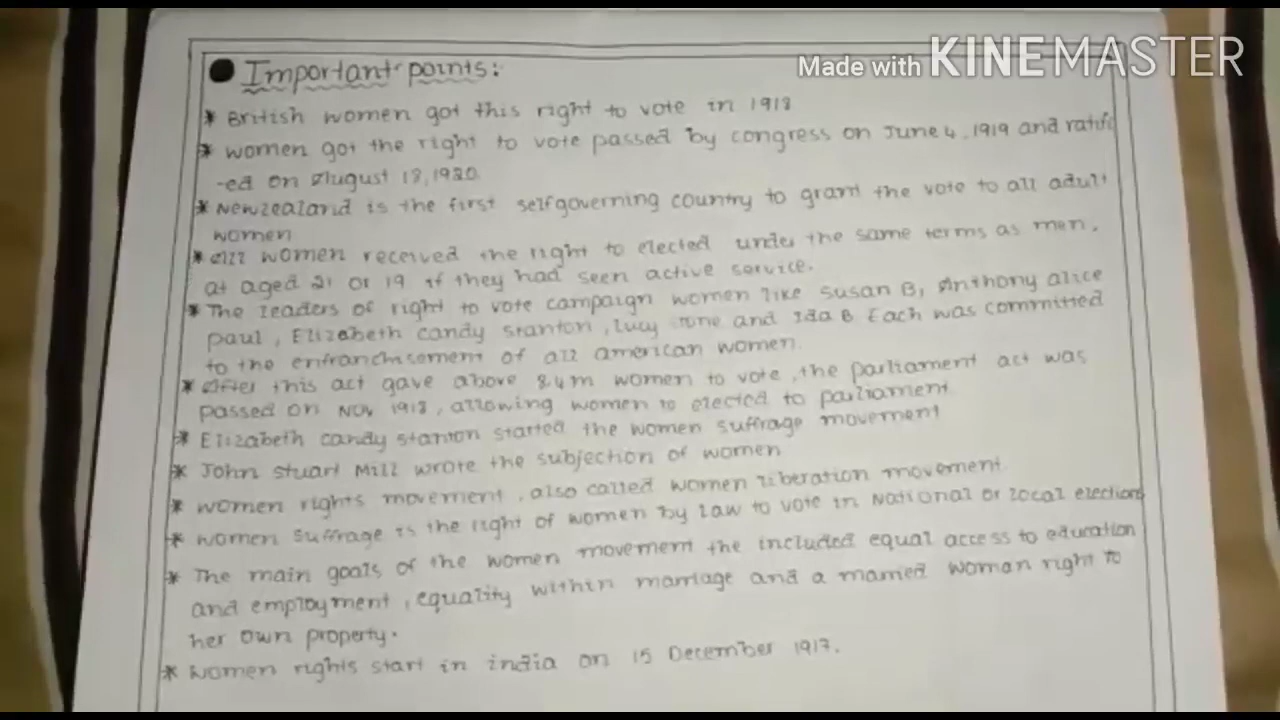 Made with KINEMASTER
● Important points:
* British women got this right to vote in 1918
* women got the right to vote passed by congress on June 4, 1919 and ratifi
-ed on August 18, 1920
* Newzealand is the first selfgoverning country to grant the vote to all adult
women
* All women received the right to elected under the same terms as men,
at aged 21 or 19 if they had seen active service.
* The leaders of right to vote campaign women like Susan B, Anthony alice
paul, Elizabeth candy stanton, lucy stone and Ida B Each was committed
to the enfranchisement of all american women.
* After this act gave above 8.4m women to vote, the parliament act was
passed on Nov 1918, allowing women to elected to parliament
* Elizabeth candy stanton started the women suffrage movement
* John stuart Mill wrote the subjection of women
* women rights movement, also called women liberation movement
* women suffrage is the right of women by law to vote in National or local elections
* The main goals of the women movement the included equal access to education
and employment, equality within marriage and a married woman right to
her own property.
* Women rights start in india on 15 December 1917.